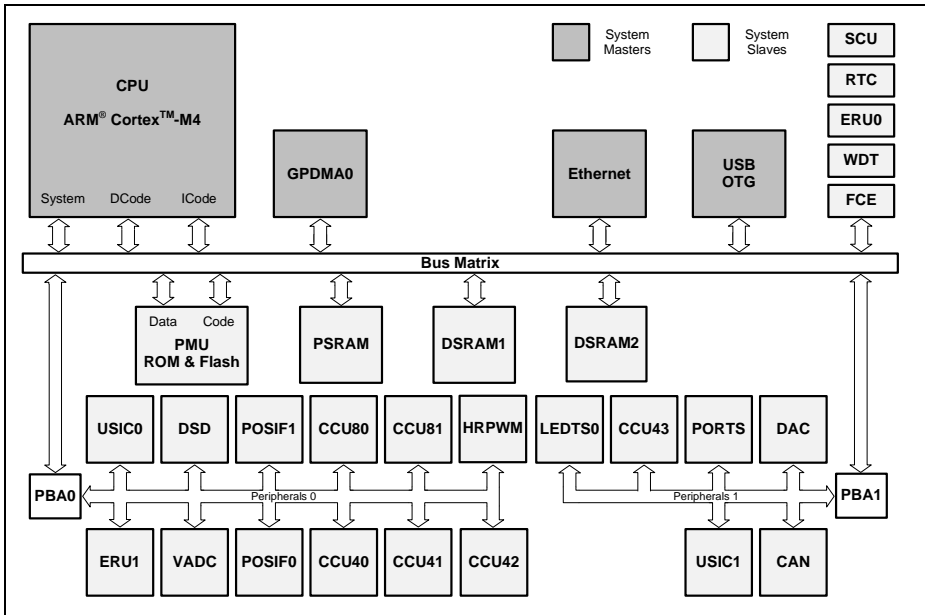 CPU
ARM® Cortex™-M4
System
DCode
ICode
GPDMA0
System
Masters
System
Slaves
Ethernet
USB
OTG
SCU
RTC
ERU0
WDT
FCE
Bus Matrix
Data
Code
PMU
ROM & Flash
PSRAM
DSRAM1
DSRAM2
USIC0
DSD
POSIF1
CCU80
CCU81
HRPWM
LEDTS0
CCU43
PORTS
DAC
PBA0
Peripherals 0
Peripherals 1
PBA1
ERU1
VADC
POSIF0
CCU40
CCU41
CCU42
USIC1
CAN